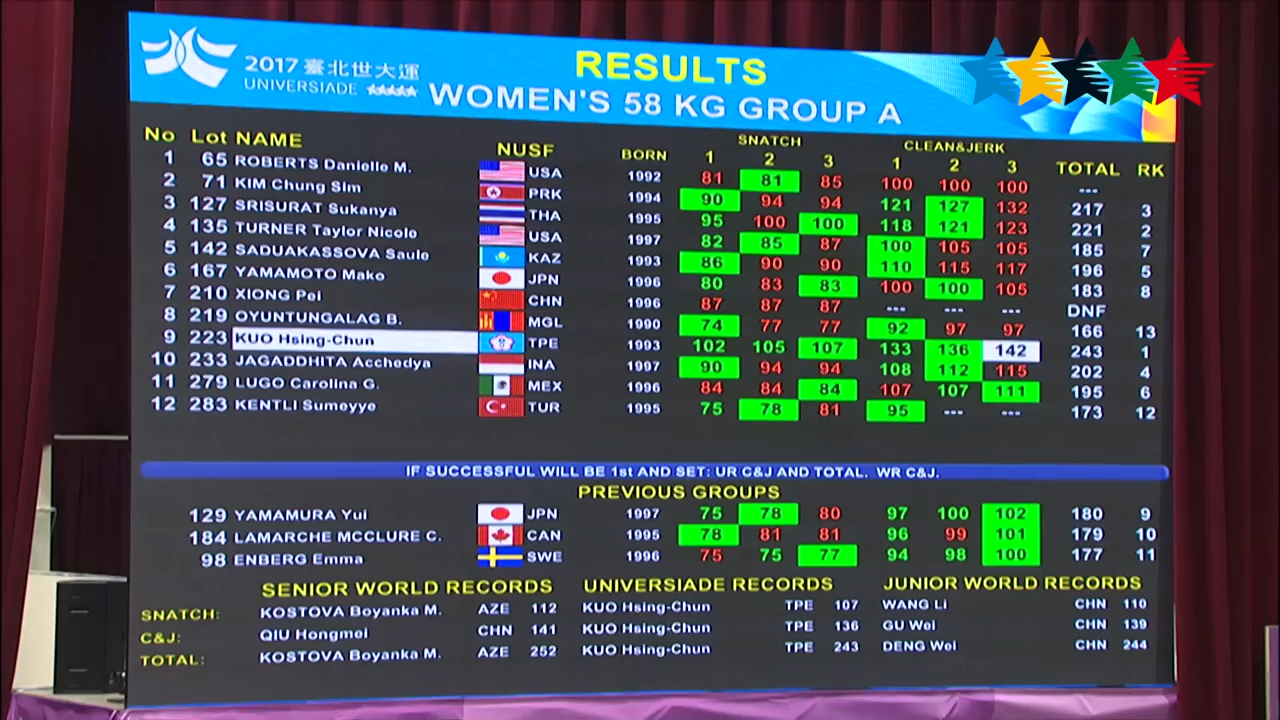 2017 臺北世大運
UNIVERSIADE
RESULTS
WOMEN'S 58 KG GROUP A
No Lot NAME NUSF BORN SNATCH CLEAN&JERK TOTAL RK
1 2 3 1 2 3
1 65 ROBERTS Danielle M. USA 1992 81 81 85 100 100 100 ---
2 71 KIM Chung Sim PRK 1994 90 94 94 121 127 132 217 3
3 127 SRISURAT Sukanya THA 1995 95 100 100 118 121 123 221 2
4 135 TURNER Taylor Nicole USA 1997 82 85 87 100 105 105 185 7
5 142 SADUAKASSOVA Saule KAZ 1993 86 90 90 110 115 117 196 5
6 167 YAMAMOTO Mako JPN 1996 80 83 83 100 100 105 183 8
7 210 XIONG Pei CHN 1996 87 87 87 --- --- --- DNF
8 219 OYUNTUNGALAG B. MGL 1990 74 77 77 92 97 97 166 13
9 223 KUO Hsing-Chun TPE 1993 102 105 107 133 136 142 243 1
10 233 JAGADDHITA Acchedya INA 1997 90 94 94 108 112 115 202 4
11 279 LUGO Carolina G. MEX 1996 84 84 84 107 107 111 195 6
12 283 KENTLI Sumeyye TUR 1995 75 78 81 95 --- --- 173 12
IF SUCCESSFUL WILL BE 1st AND SET: UR C&J AND TOTAL. WR C&J.
PREVIOUS GROUPS
129 YAMAMURA Yui JPN 1997 75 78 80 97 100 102 180 9
184 LAMARCHE MCCLURE C. CAN 1995 78 81 81 96 99 101 179 10
98 ENBERG Emma SWE 1996 75 75 77 94 98 100 177 11
SENIOR WORLD RECORDS UNIVERSIADE RECORDS JUNIOR WORLD RECORDS
SNATCH: KOSTOVA Boyanka M. AZE 112 KUO Hsing-Chun TPE 107 WANG Li CHN 110
C&J: QIU Hongmei CHN 141 KUO Hsing-Chun TPE 136 GU Wei CHN 139
TOTAL: KOSTOVA Boyanka M. AZE 252 KUO Hsing-Chun TPE 243 DENG Wei CHN 244